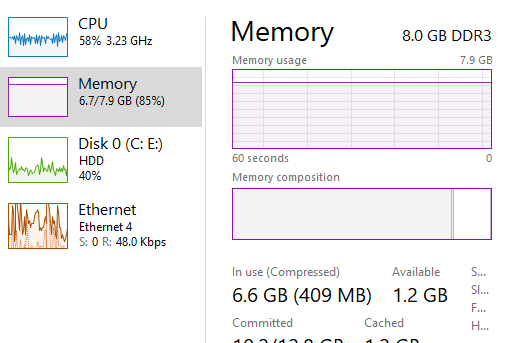 CPU
58% 3.23 GHz
Memory
6.7/7.9 GB (85%)
Disk 0 (C: E:)
HDD
40%
Ethernet
Ethernet 4
S: 0 R: 48.0 Kbps
Memory 8.0 GB DDR3
Memory usage 7.9 GB
60 seconds 0
Memory composition
In use (Compressed) Available S...
6.6 GB (409 MB) 1.2 GB Sl...
F...
Committed Cached H...